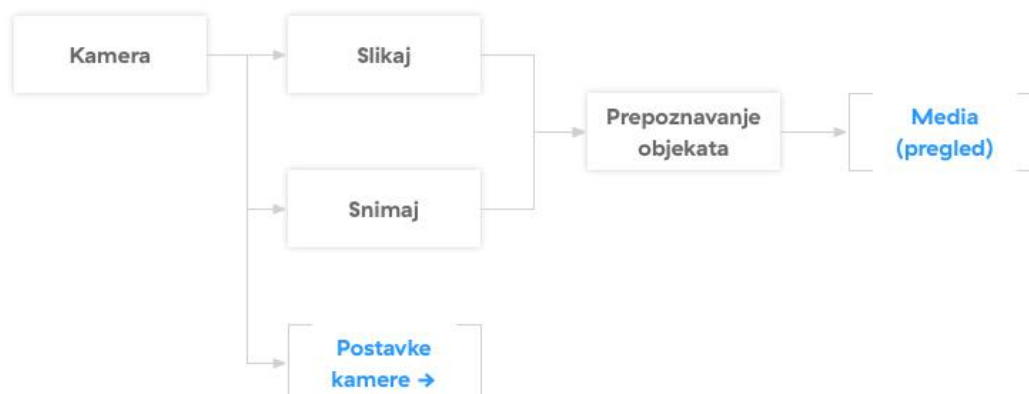 Kamera
Slikaj
Prepoznavanje
objekata
Media
(pregled)
Snimaj
Postavke
kamere →